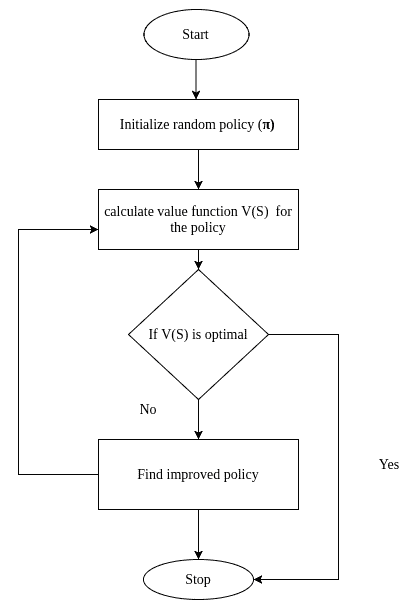 Start
Initialize random policy (π)
calculate value function V(S) for
the policy
If V(S) is optimal
No
Find improved policy
Yes
Stop